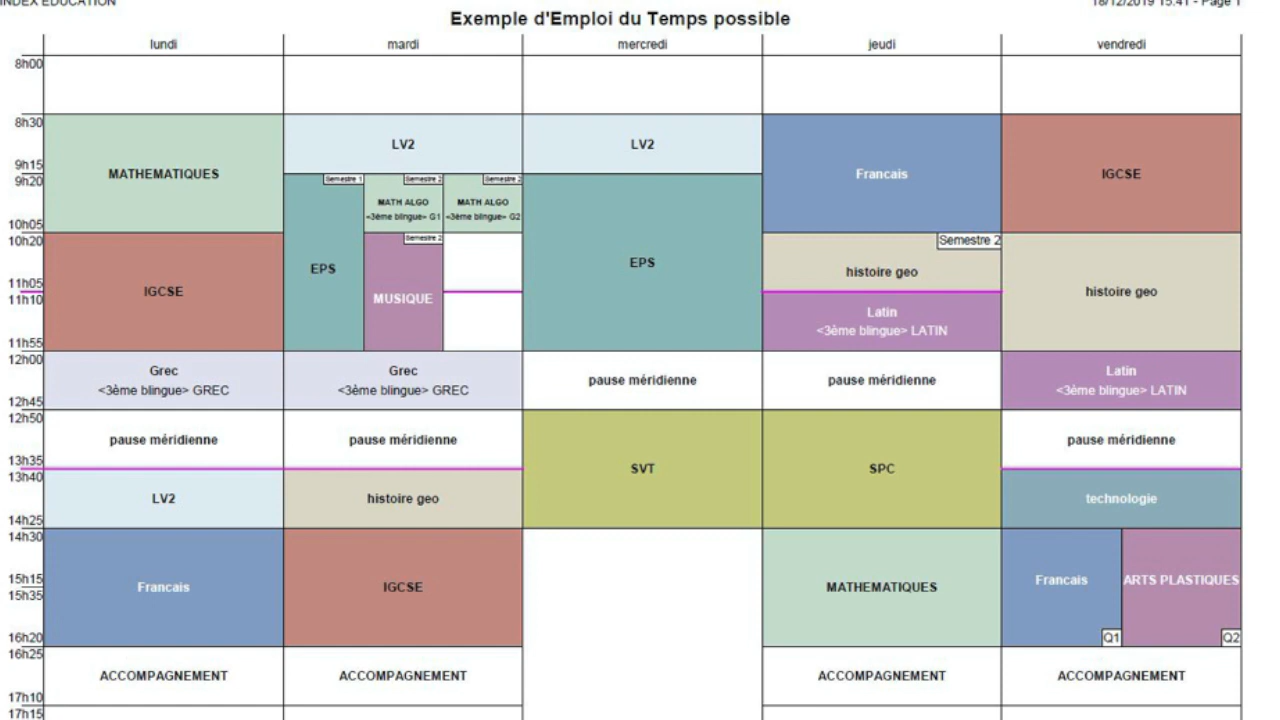 INDEX EDUCATION
18/12/2019 15:41 - Page 1
Exemple d'Emploi du Temps possible
lundi mardi mercredi jeudi vendredi
8h00
8h30
9h15
9h20
10h05
10h20
11h05
11h10
11h55
12h00
12h45
12h50
13h35
13h40
14h25
14h30
15h15
15h35
16h20
16h25
17h10
17h15
MATHEMATIQUES
IGCSE
Grec
<3ème blingue> GREC
pause méridienne
LV2
Francais
ACCOMPAGNEMENT
LV2
Semestre 1
EPS
Semestre 2
MATH ALGO
<3ème blingue> G1
Semestre 2
MATH ALGO
<3ème blingue> G2
Semestre 2
MUSIQUE
Grec
<3ème blingue> GREC
pause méridienne
histoire geo
IGCSE
ACCOMPAGNEMENT
LV2
EPS
pause méridienne
SVT
Francais
Semestre 2
histoire geo
Latin
<3ème blingue> LATIN
pause méridienne
SPC
MATHEMATIQUES
ACCOMPAGNEMENT
IGCSE
histoire geo
Latin
<3ème blingue> LATIN
pause méridienne
technologie
Francais
Q1
ARTS PLASTIQUES
Q2
ACCOMPAGNEMENT